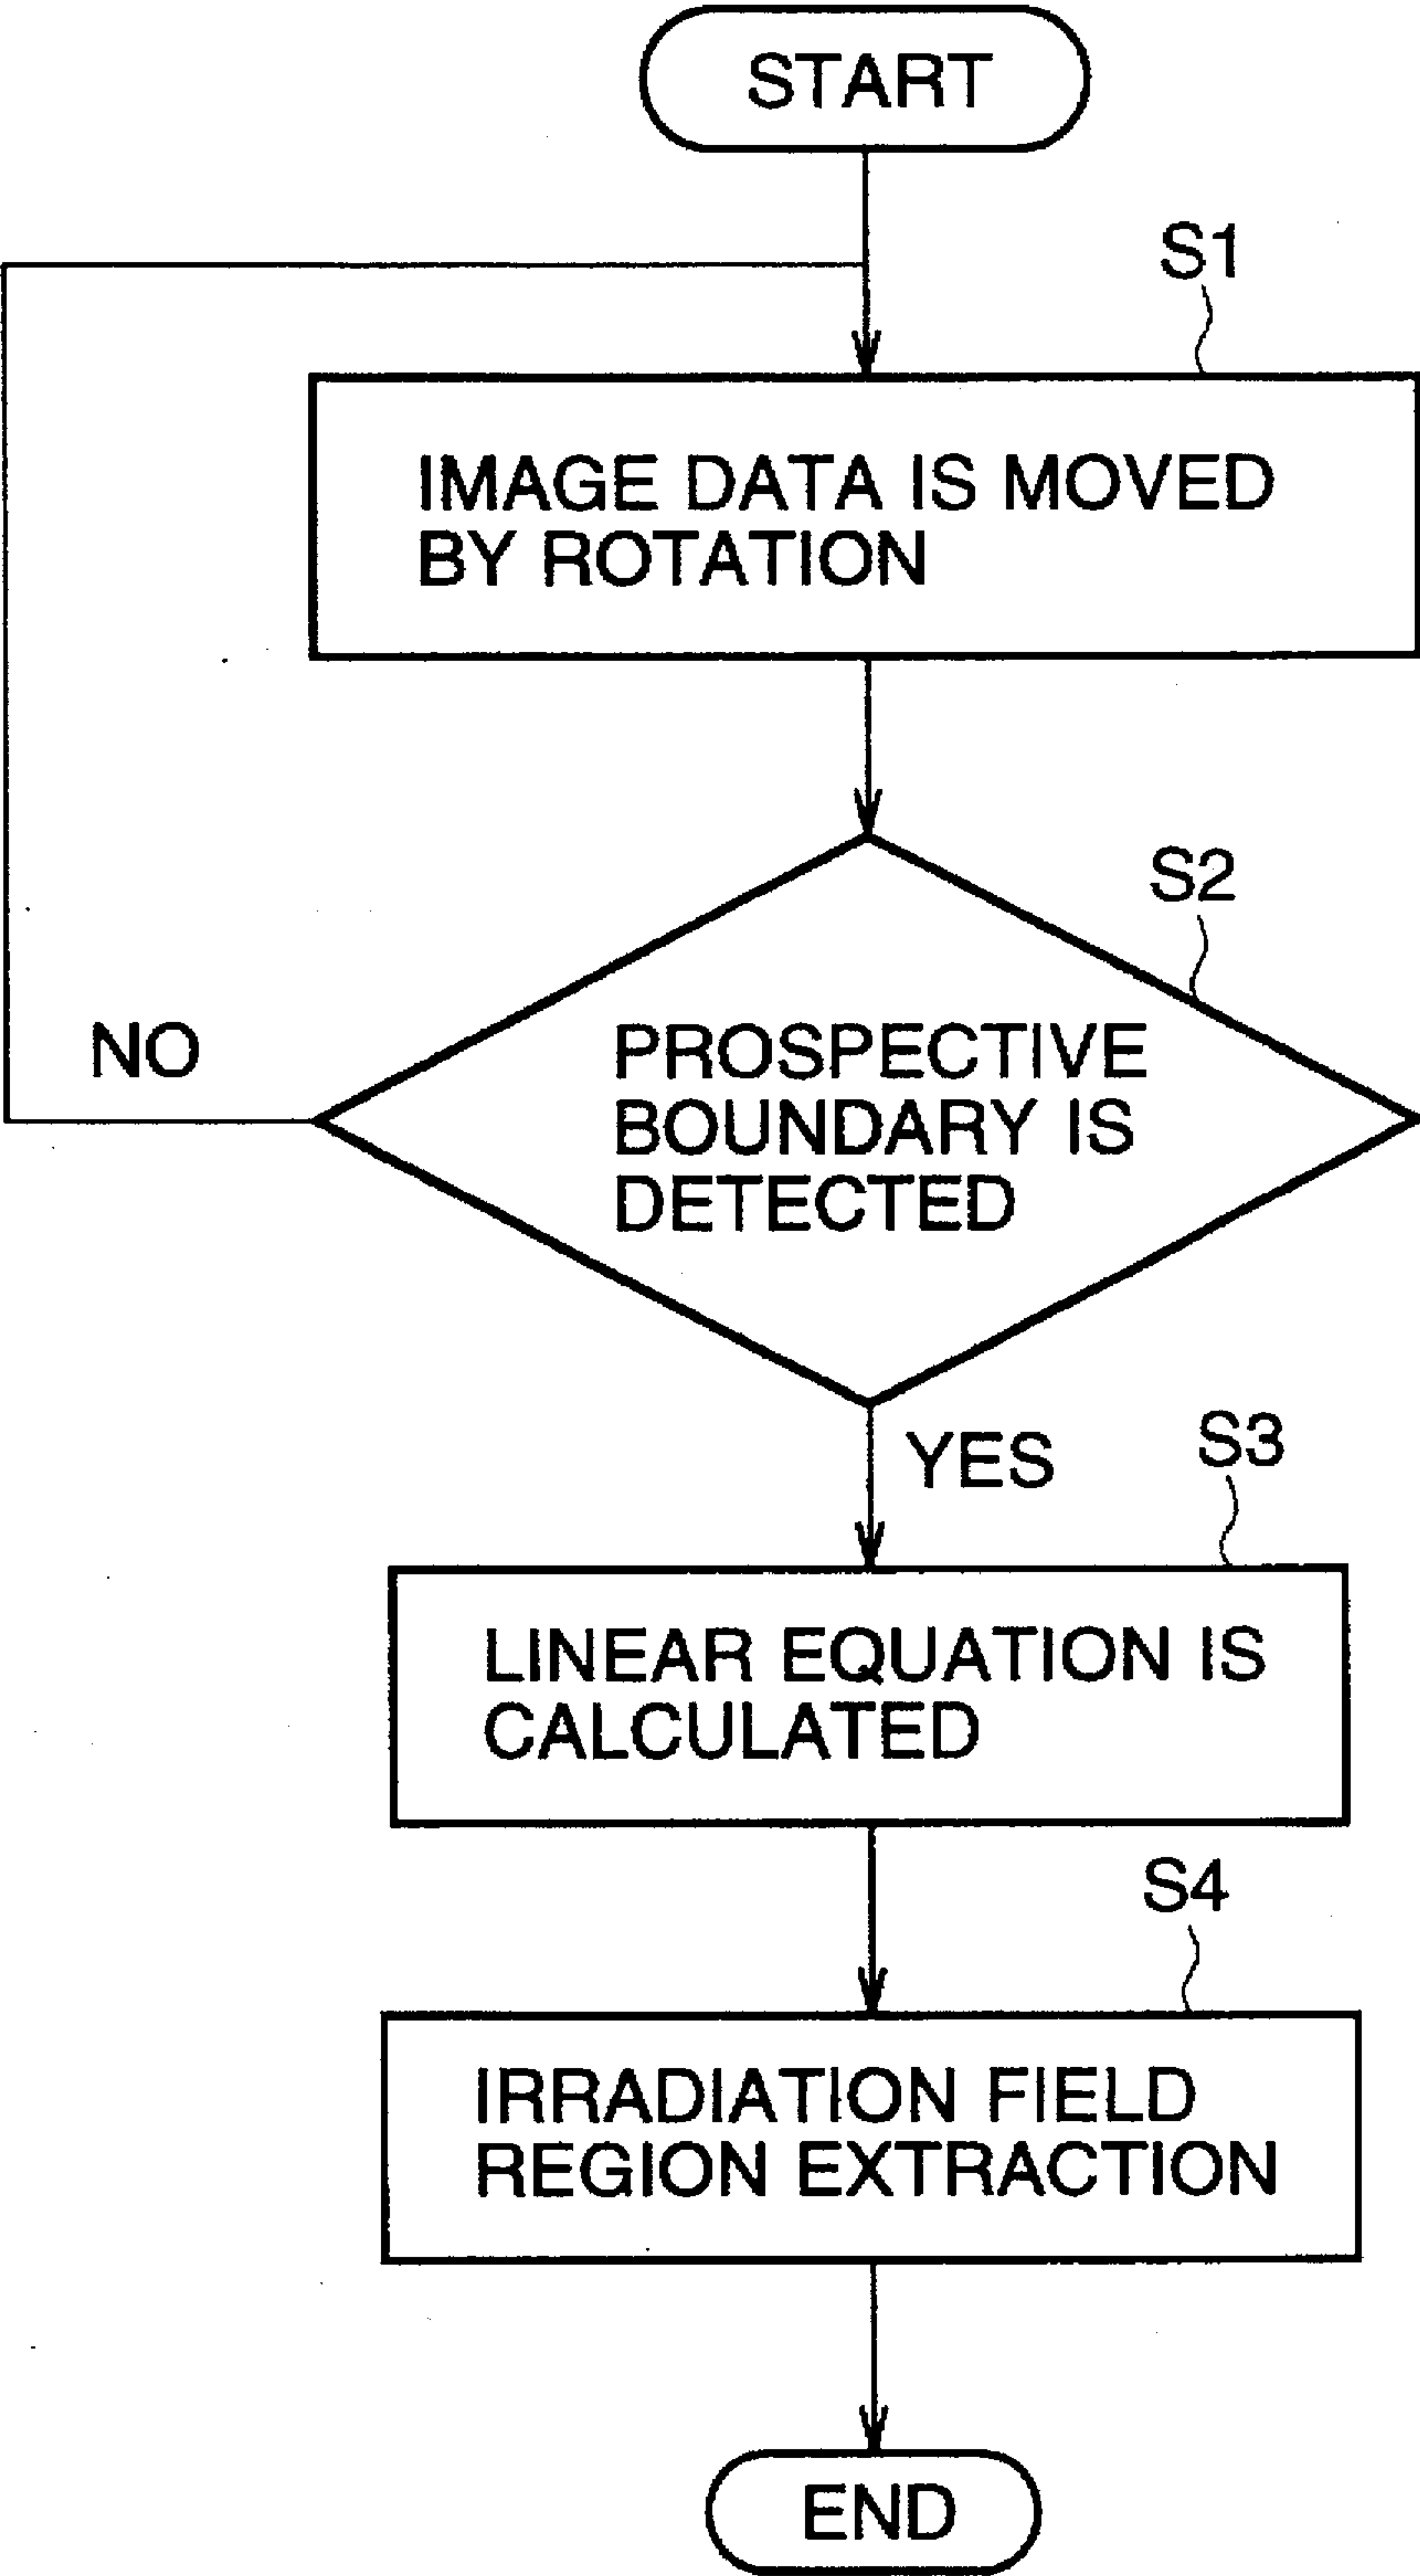 START
S1
IMAGE DATA IS MOVED
BY ROTATION
S2
NO
PROSPECTIVE
BOUNDARY IS
DETECTED
YES
S3
LINEAR EQUATION IS
CALCULATED
S4
IRRADIATION FIELD
REGION EXTRACTION
END